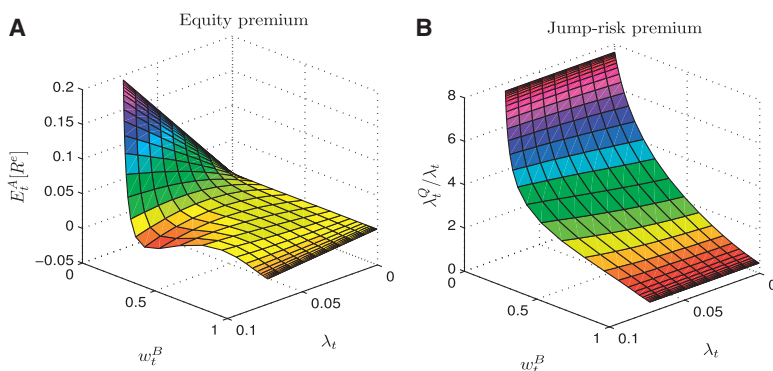 A
Equity premium
0.2
0.15
0.1
0.05
0
−0.05
E_t^A[R^e]
0
0.5
1
w_t^B
0.1
0.05
0
λ_t
B
Jump-risk premium
8
6
4
2
0
λ_t^Q/λ_t
0
0.5
1
w_t^B
0.1
0.05
λ_t